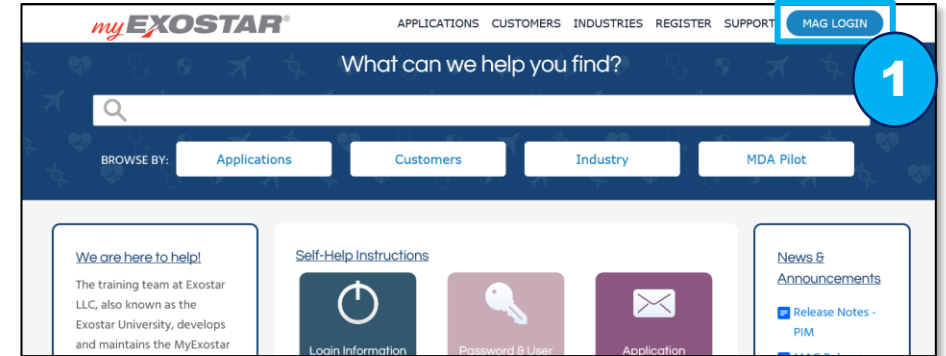 myEXOSTAR®
APPLICATIONS CUSTOMERS INDUSTRIES REGISTER SUPPORT MAG LOGIN
1
What can we help you find?
BROWSE BY: Applications Customers Industry MDA Pilot
We are here to help!
The training team at Exostar
LLC, also known as the
Exostar University, develops
and maintains the MyExostar
Self-Help Instructions
Login Information
Password & User
Application
News &
Announcements
Release Notes -
PIM